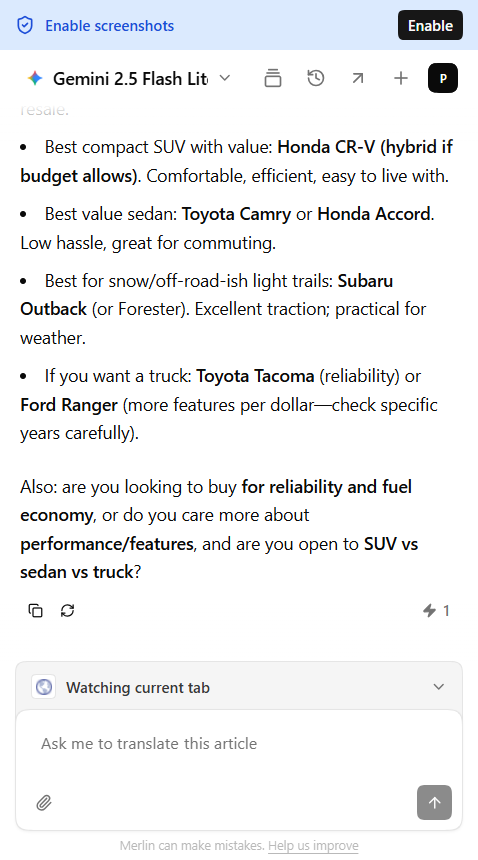 Enable screenshots
Enable
Gemini 2.5 Flash Lit
P
resale.
• Best compact SUV with value: Honda CR-V (hybrid if
budget allows). Comfortable, efficient, easy to live with.
• Best value sedan: Toyota Camry or Honda Accord.
Low hassle, great for commuting.
• Best for snow/off-road-ish light trails: Subaru
Outback (or Forester). Excellent traction; practical for
weather.
• If you want a truck: Toyota Tacoma (reliability) or
Ford Ranger (more features per dollar—check specific
years carefully).
Also: are you looking to buy for reliability and fuel
economy, or do you care more about
performance/features, and are you open to SUV vs
sedan vs truck?
1
Watching current tab
Ask me to translate this article
Merlin can make mistakes. Help us improve